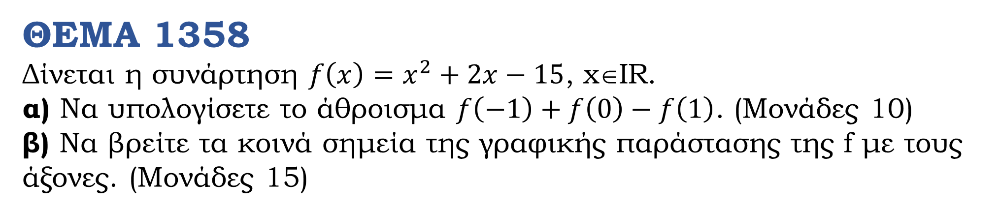 ΘΕΜΑ 1358
Δίνεται η συνάρτηση f(x) = x² + 2x − 15, x∈IR.
α) Να υπολογίσετε το άθροισμα f(−1) + f(0) − f(1). (Μονάδες 10)
β) Να βρείτε τα κοινά σημεία της γραφικής παράστασης της f με τους
άξονες. (Μονάδες 15)